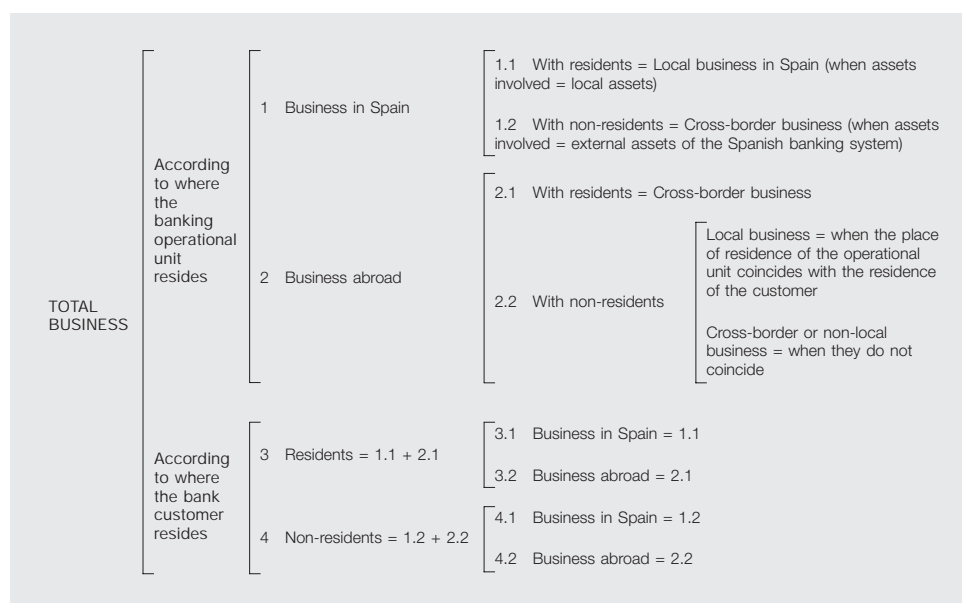 TOTAL
BUSINESS
According
to where
the
banking
operational
unit
resides
1 Business in Spain
1.1 With residents = Local business in Spain (when assets
involved = local assets)
1.2 With non-residents = Cross-border business (when assets
involved = external assets of the Spanish banking system)
2 Business abroad
2.1 With residents = Cross-border business
2.2 With non-residents
Local business = when the place
of residence of the operational
unit coincides with the residence
of the customer
Cross-border or non-local
business = when they do not
coincide
According
to where
the bank
customer
resides
3 Residents = 1.1 + 2.1
3.1 Business in Spain = 1.1
3.2 Business abroad = 2.1
4 Non-residents = 1.2 + 2.2
4.1 Business in Spain = 1.2
4.2 Business abroad = 2.2